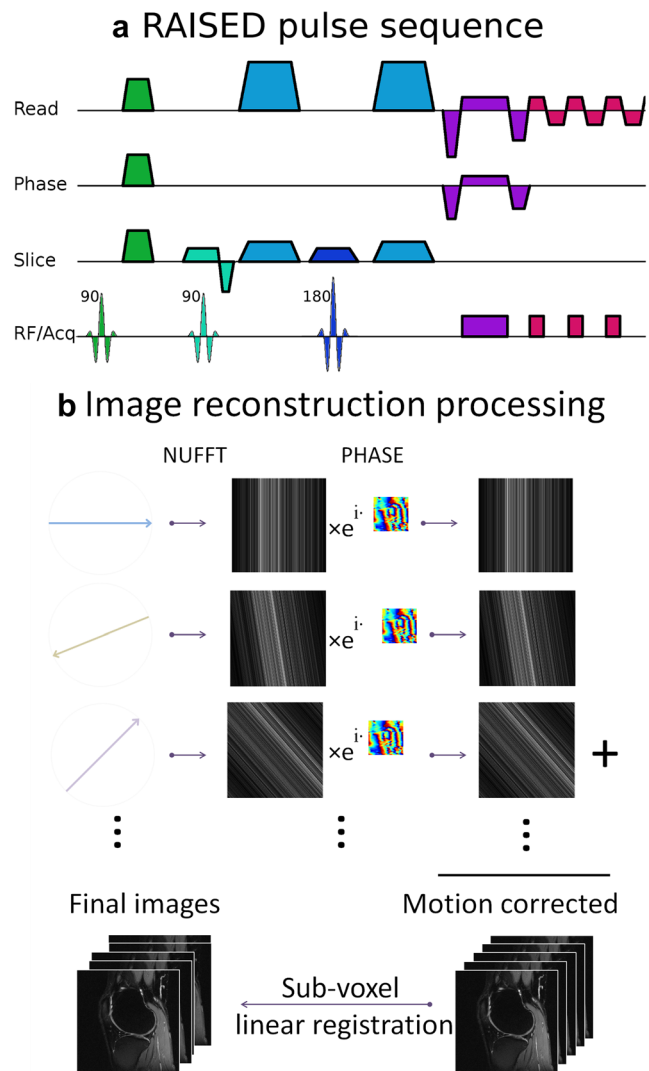 a RAISED pulse sequence
Read
Phase
Slice
90
90
180
RF/Acq
b Image reconstruction processing
NUFFT PHASE
×e i·
×e i·
×e i·
+
Final images Motion corrected
Sub-voxel
linear registration